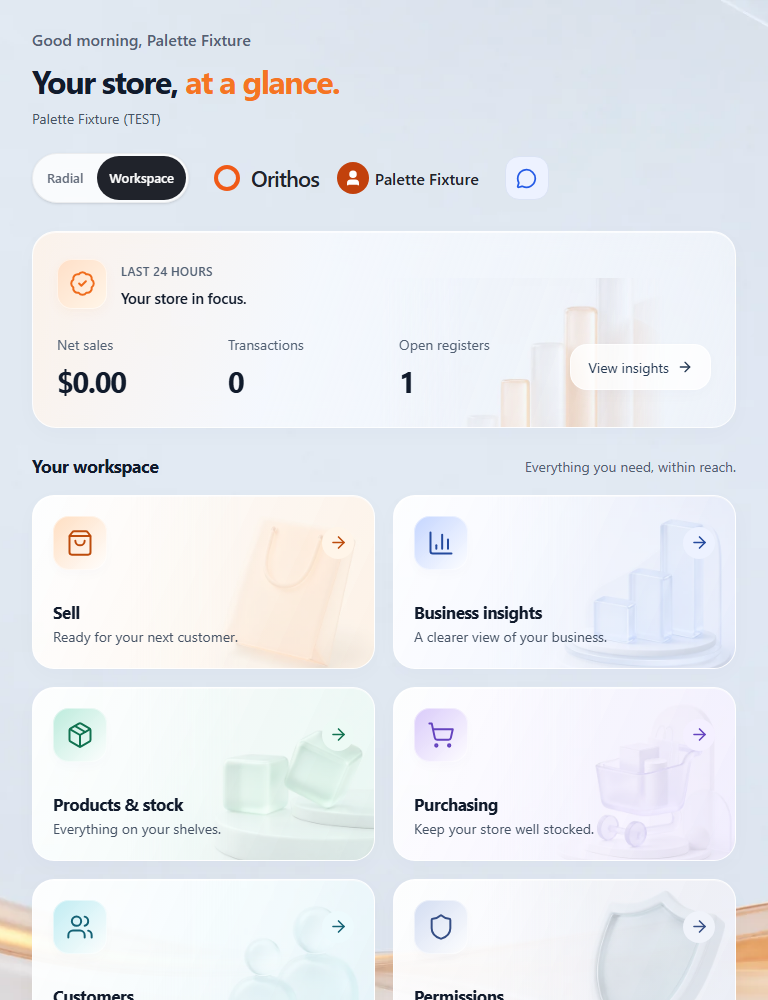 Good morning, Palette Fixture
Your store, at a glance.
Palette Fixture (TEST)
Radial
Workspace
Orithos
Palette Fixture
LAST 24 HOURS
Your store in focus.
Net sales
Transactions
Open registers
$0.00
0
1
View insights
Your workspace
Everything you need, within reach.
Sell
Ready for your next customer.
Business insights
A clearer view of your business.
Products & stock
Everything on your shelves.
Purchasing
Keep your store well stocked.
Customers
Permissions